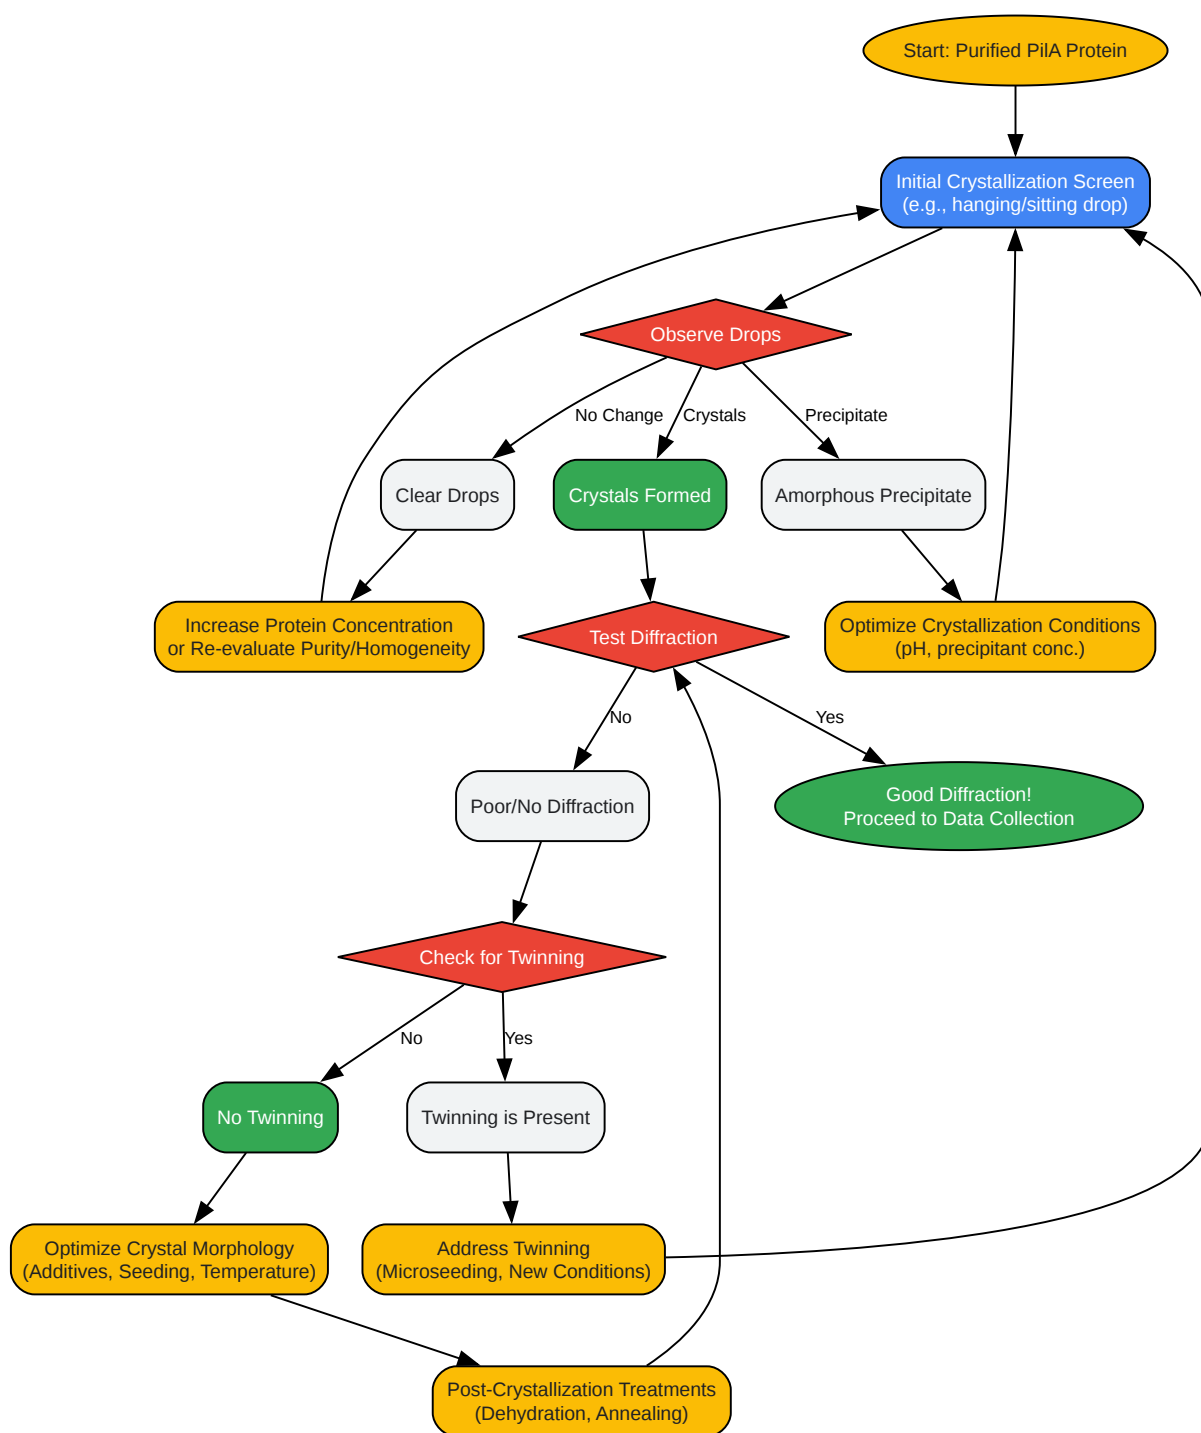 Start: Purified PilA Protein
Initial Crystallization Screen
(e.g., hanging/sitting drop)
Observe Drops
No Change
Crystals
Precipitate
Clear Drops
Crystals Formed
Amorphous Precipitate
Increase Protein Concentration
or Re-evaluate Purity/Homogeneity
Test Diffraction
Optimize Crystallization Conditions
(pH, precipitant conc.)
No
Yes
Poor/No Diffraction
Good Diffraction!
Proceed to Data Collection
Check for Twinning
No
Yes
No Twinning
Twinning is Present
Optimize Crystal Morphology
(Additives, Seeding, Temperature)
Address Twinning
(Microseeding, New Conditions)
Post-Crystallization Treatments
(Dehydration, Annealing)